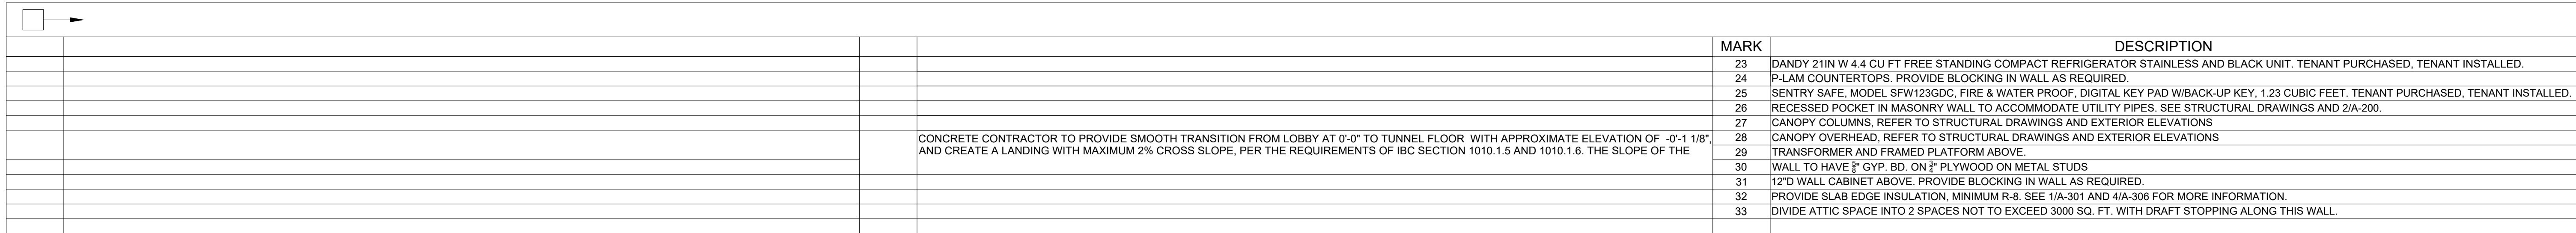 CONCRETE CONTRACTOR TO PROVIDE SMOOTH TRANSITION FROM LOBBY AT 0'-0" TO TUNNEL FLOOR WITH APPROXIMATE ELEVATION OF -0'-1 1/8",
AND CREATE A LANDING WITH MAXIMUM 2% CROSS SLOPE, PER THE REQUIREMENTS OF IBC SECTION 1010.1.5 AND 1010.1.6. THE SLOPE OF THE
MARK DESCRIPTION
23 DANDY 21IN W 4.4 CU FT FREE STANDING COMPACT REFRIGERATOR STAINLESS AND BLACK UNIT. TENANT PURCHASED, TENANT INSTALLED.
24 P-LAM COUNTERTOPS. PROVIDE BLOCKING IN WALL AS REQUIRED.
25 SENTRY SAFE, MODEL SFW123GDC, FIRE & WATER PROOF, DIGITAL KEY PAD W/BACK-UP KEY, 1.23 CUBIC FEET. TENANT PURCHASED, TENANT INSTALLED.
26 RECESSED POCKET IN MASONRY WALL TO ACCOMMODATE UTILITY PIPES. SEE STRUCTURAL DRAWINGS AND 2/A-200.
27 CANOPY COLUMNS, REFER TO STRUCTURAL DRAWINGS AND EXTERIOR ELEVATIONS
28 CANOPY OVERHEAD, REFER TO STRUCTURAL DRAWINGS AND EXTERIOR ELEVATIONS
29 TRANSFORMER AND FRAMED PLATFORM ABOVE.
30 WALL TO HAVE 5/8" GYP. BD. ON 3/4" PLYWOOD ON METAL STUDS
31 12"D WALL CABINET ABOVE. PROVIDE BLOCKING IN WALL AS REQUIRED.
32 PROVIDE SLAB EDGE INSULATION, MINIMUM R-8. SEE 1/A-301 AND 4/A-306 FOR MORE INFORMATION.
33 DIVIDE ATTIC SPACE INTO 2 SPACES NOT TO EXCEED 3000 SQ. FT. WITH DRAFT STOPPING ALONG THIS WALL.